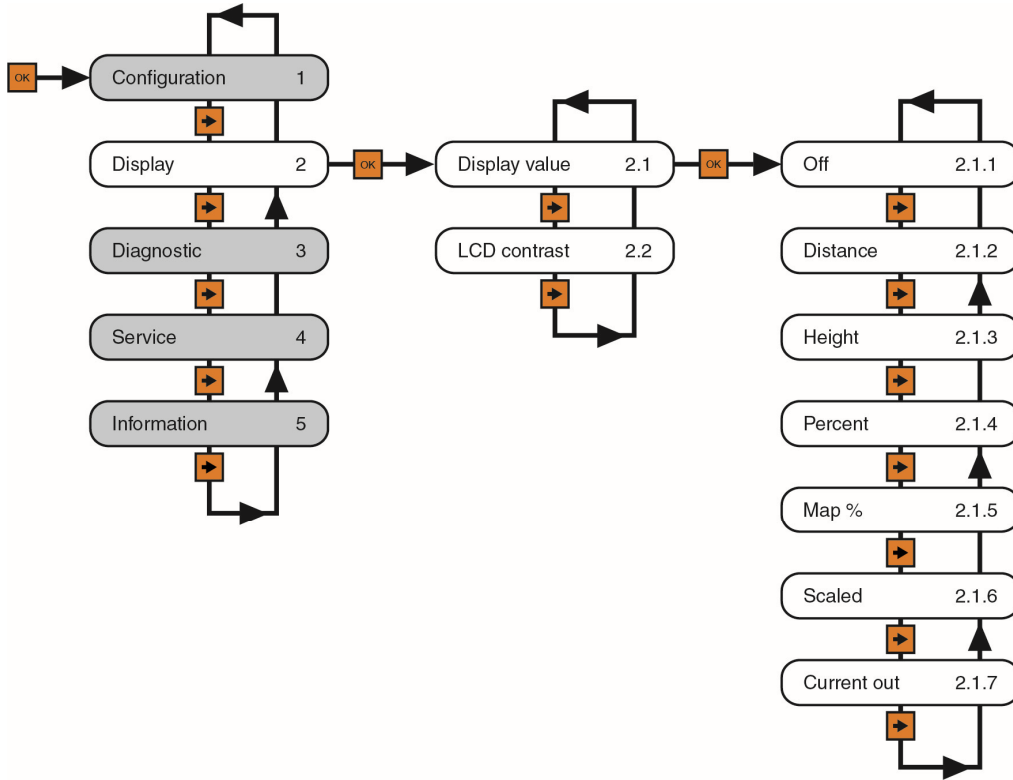 OK
Configuration 1
Display 2
OK
Display value 2.1
OK
Off 2.1.1
Diagnostic 3
LCD contrast 2.2
Distance 2.1.2
Service 4
Height 2.1.3
Information 5
Percent 2.1.4
Map % 2.1.5
Scaled 2.1.6
Current out 2.1.7